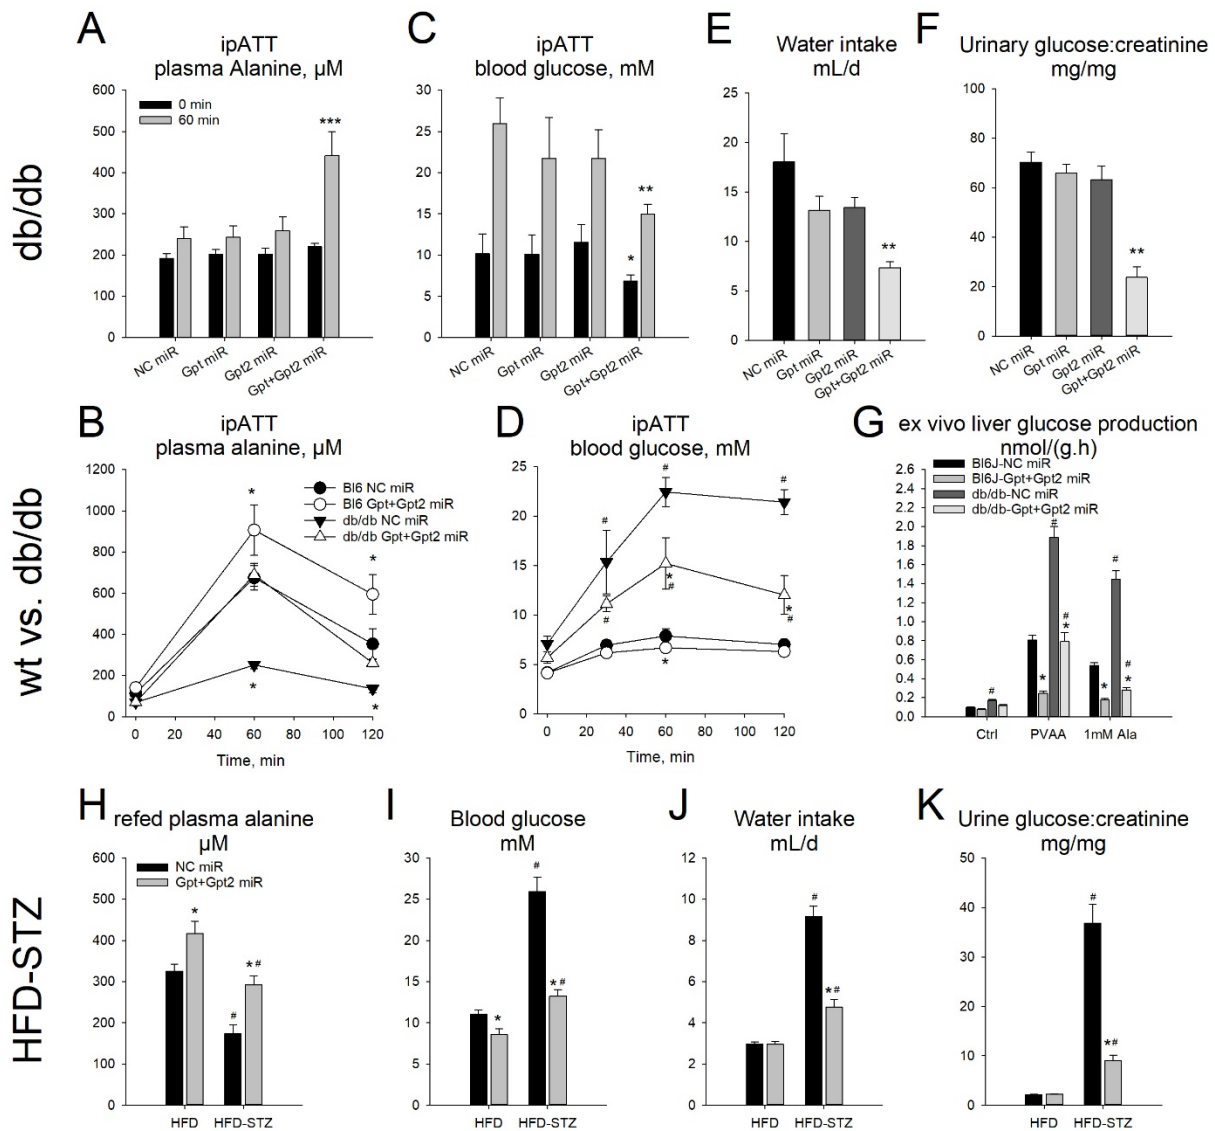 db/db
A
ipATT
plasma Alanine, µM
600
500
400
300
200
100
0
0 min
60 min
***
NC miR
Gpt miR
Gpt2 miR
Gpt+Gpt2 miR
C
ipATT
blood glucose, mM
30
25
20
15
10
5
0
**
*
NC miR
Gpt miR
Gpt2 miR
Gpt+Gpt2 miR
E
Water intake
mL/d
25
20
15
10
5
0
**
NC miR
Gpt miR
Gpt2 miR
Gpt+Gpt2 miR
F
Urinary glucose:creatinine
mg/mg
100
80
60
40
20
0
**
NC miR
Gpt miR
Gpt2 miR
Gpt+Gpt2 miR
wt vs. db/db
B
ipATT
plasma alanine, µM
1200
1000
800
600
400
200
0
Bl6 NC miR
Bl6 Gpt+Gpt2 miR
db/db NC miR
db/db Gpt+Gpt2 miR
*
*
*
*
0 20 40 60 80 100 120
Time, min
D
ipATT
blood glucose, mM
25
20
15
10
5
0
#
#
#
#
*
#
*
#
*
0 20 40 60 80 100 120
Time, min
G
ex vivo liver glucose production
nmol/(g.h)
2.6
2.4
2.2
2.0
1.8
1.6
1.4
1.2
1.0
0.8
0.6
0.4
0.2
0.0
Bl6J-NC miR
Bl6J-Gpt+Gpt2 miR
db/db-NC miR
db/db-Gpt+Gpt2 miR
#
*
#
#
*
*
#
#
*
Ctrl PVAA 1mM Ala
HFD-STZ
H
refed plasma alanine
µM
600
500
400
300
200
100
0
NC miR
Gpt+Gpt2 miR
*
#
*#
HFD HFD-STZ
I
Blood glucose
mM
30
25
20
15
10
5
0
*
#
*#
HFD HFD-STZ
J
Water intake
mL/d
12
10
8
6
4
2
0
#
*#
HFD HFD-STZ
K
Urine glucose:creatinine
mg/mg
50
40
30
20
10
0
#
*#
HFD HFD-STZ